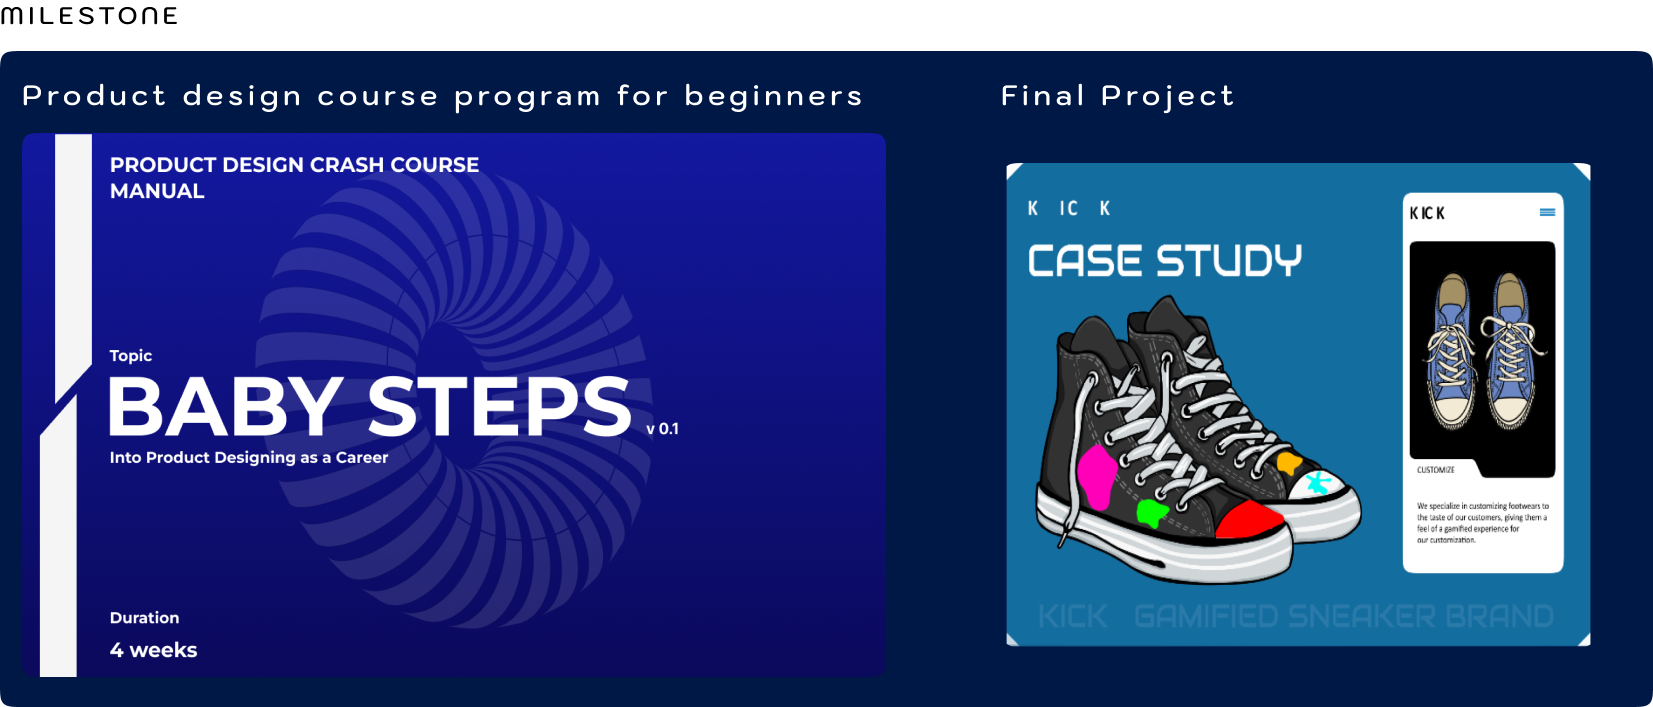 MILESTONE
Product design course program for beginners
PRODUCT DESIGN CRASH COURSE
MANUAL
Topic
BABY STEPS v 0.1
Into Product Designing as a Career
Duration
4 weeks
Final Project
K IC K
CASE STUDY
KICK
CUSTOMIZE
We specialize in customizing footwears to
the taste of our customers, giving them a
feel of a gamified experience for
our customization.
KICK GAMIFIED SNEAKER BRAND